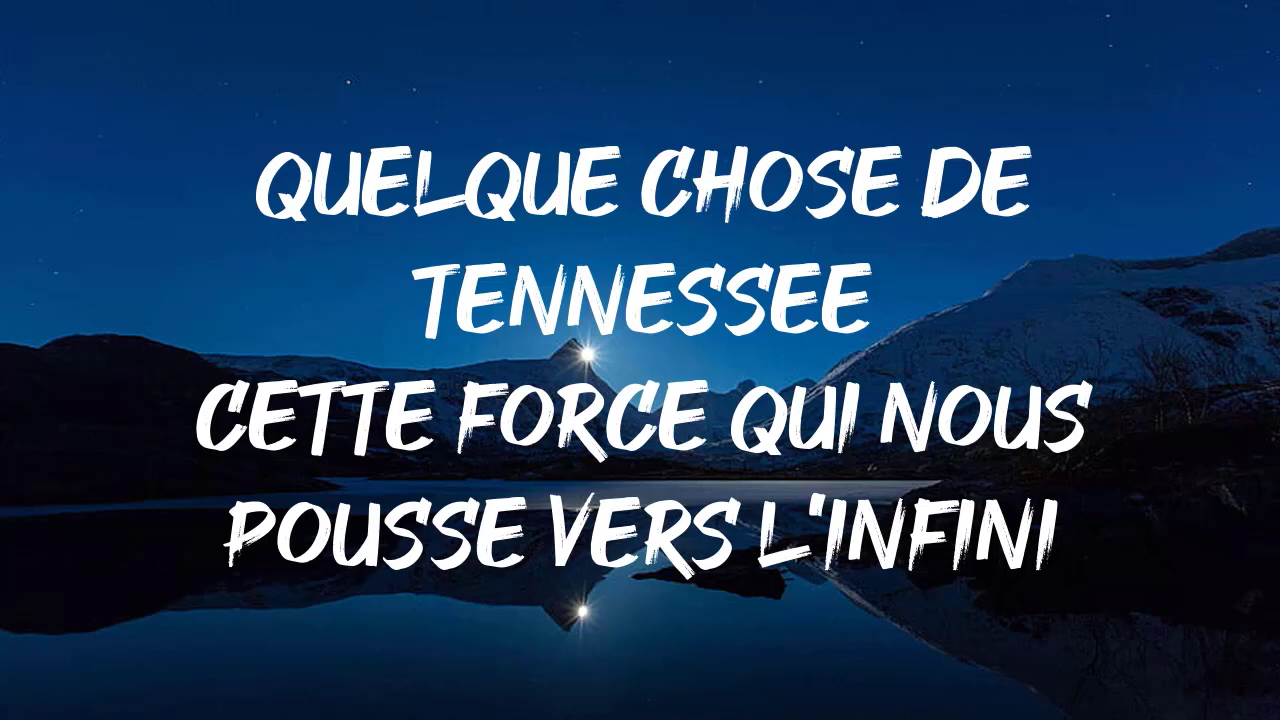 QUELQUE CHOSE DE
TENNESSEE
CETTE FORCE QUI NOUS
POUSSE VERS L'INFINI